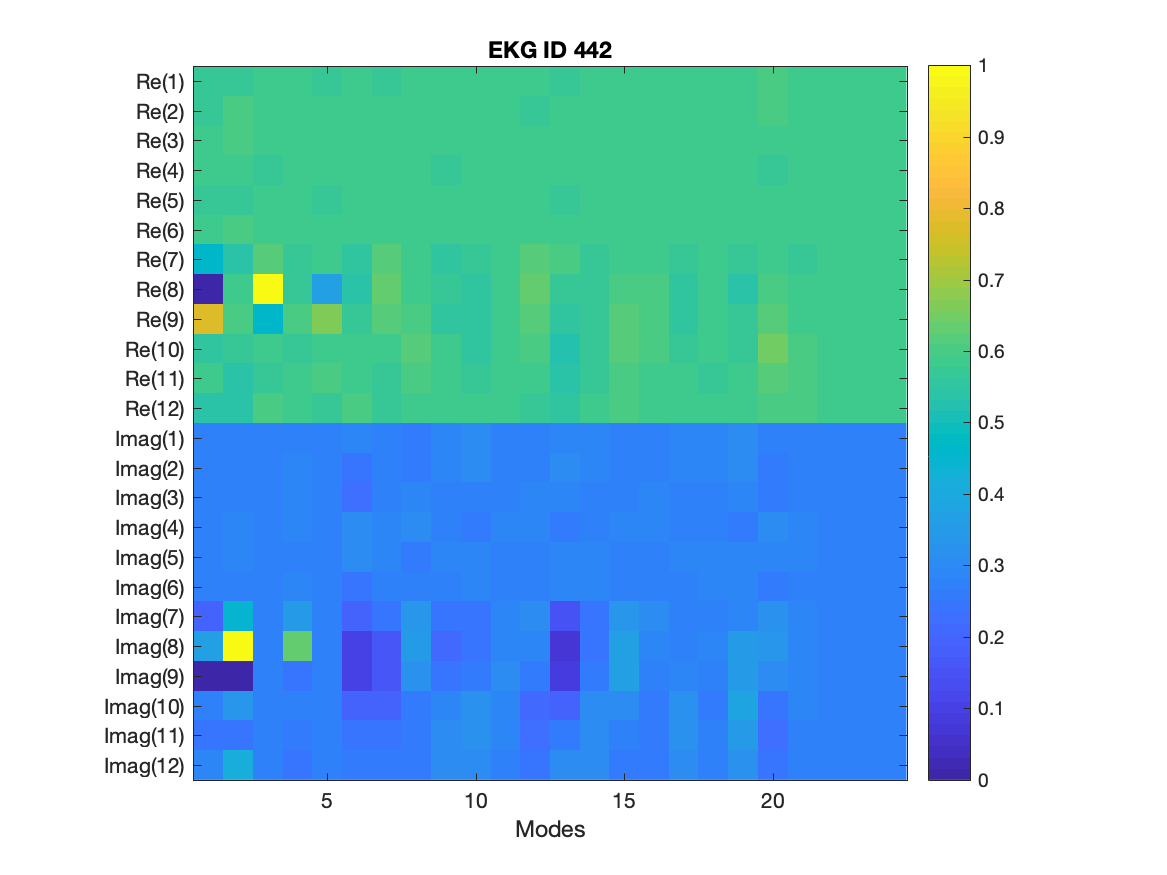 EKG ID 442
Re(1)
Re(2)
Re(3)
Re(4)
Re(5)
Re(6)
Re(7)
Re(8)
Re(9)
Re(10)
Re(11)
Re(12)
Imag(1)
Imag(2)
Imag(3)
Imag(4)
Imag(5)
Imag(6)
Imag(7)
Imag(8)
Imag(9)
Imag(10)
Imag(11)
Imag(12)
5 10 15 20
Modes
1
0.9
0.8
0.7
0.6
0.5
0.4
0.3
0.2
0.1
0